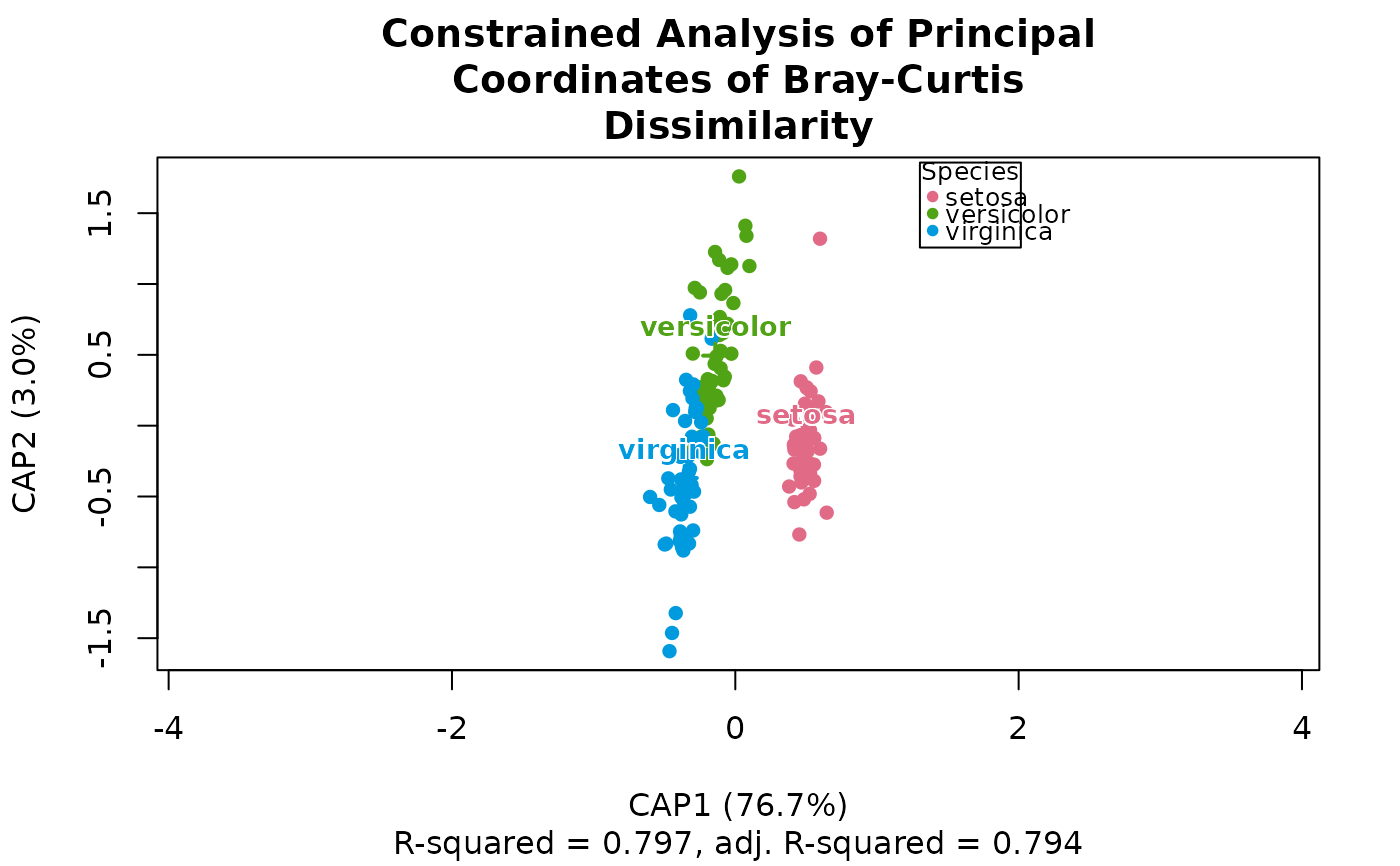 Constrained Analysis of Principal
Coordinates of Bray-Curtis
Dissimilarity
Species
setosa
versicolor
virginica
1.5
0.5
-0.5
-1.5
CAP2 (3.0%)
versicolor
setosa
virginica
-4
-2
0
2
4
CAP1 (76.7%)
R-squared = 0.797, adj. R-squared = 0.794